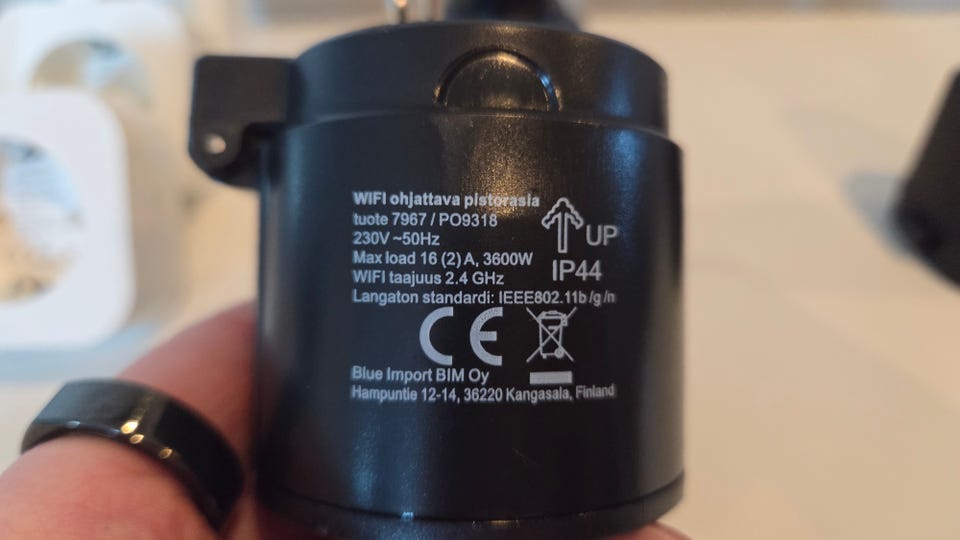 WIFI ohjattava pistorasia
tuote 7967 / PO9318
230V ~50Hz
Max load 16 (2) A, 3600W
WIFI taajuus 2.4 GHz
Langaton standardi: IEEE802.11b/g/n
UP
IP44
CE
Blue Import BIM Oy
Hampuntie 12-14, 36220 Kangasala, Finland